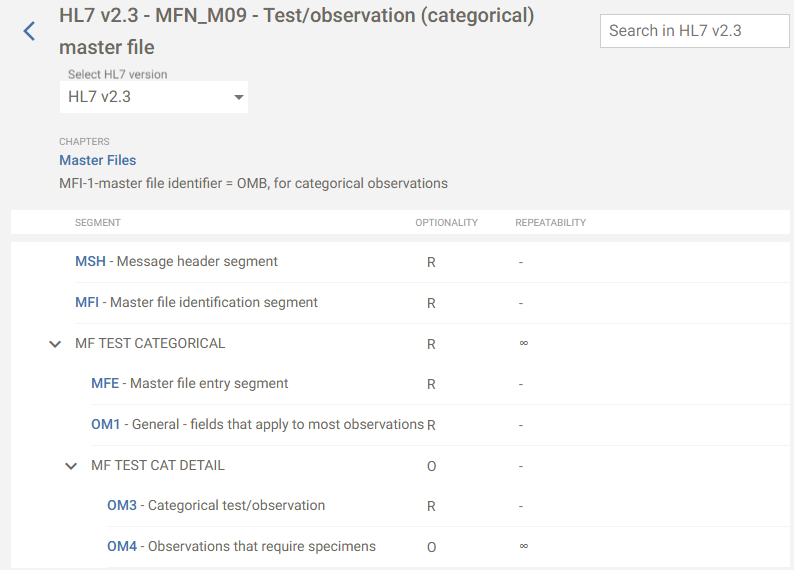 HL7 v2.3 - MFN_M09 - Test/observation (categorical)
master file
Search in HL7 v2.3
Select HL7 version
HL7 v2.3
CHAPTERS
Master Files
MFI-1-master file identifier = OMB, for categorical observations
SEGMENT OPTIONALITY REPEATABILITY
MSH - Message header segment R -
MFI - Master file identification segment R -
MF TEST CATEGORICAL R ∞
MFE - Master file entry segment R -
OM1 - General - fields that apply to most observations R -
MF TEST CAT DETAIL O -
OM3 - Categorical test/observation R -
OM4 - Observations that require specimens O ∞